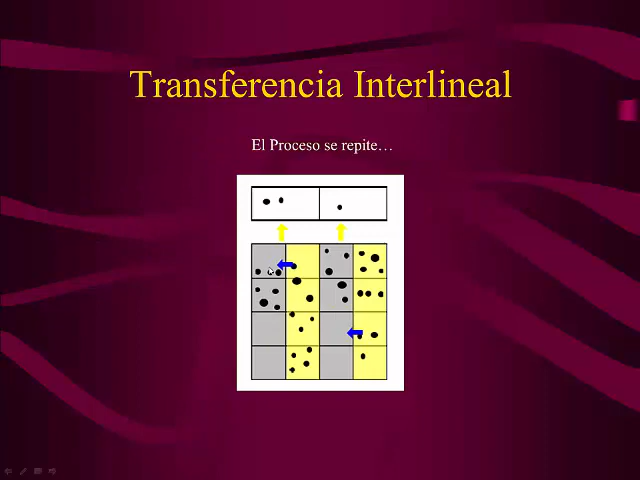 Transferencia Interlineal
El Proceso se repite…